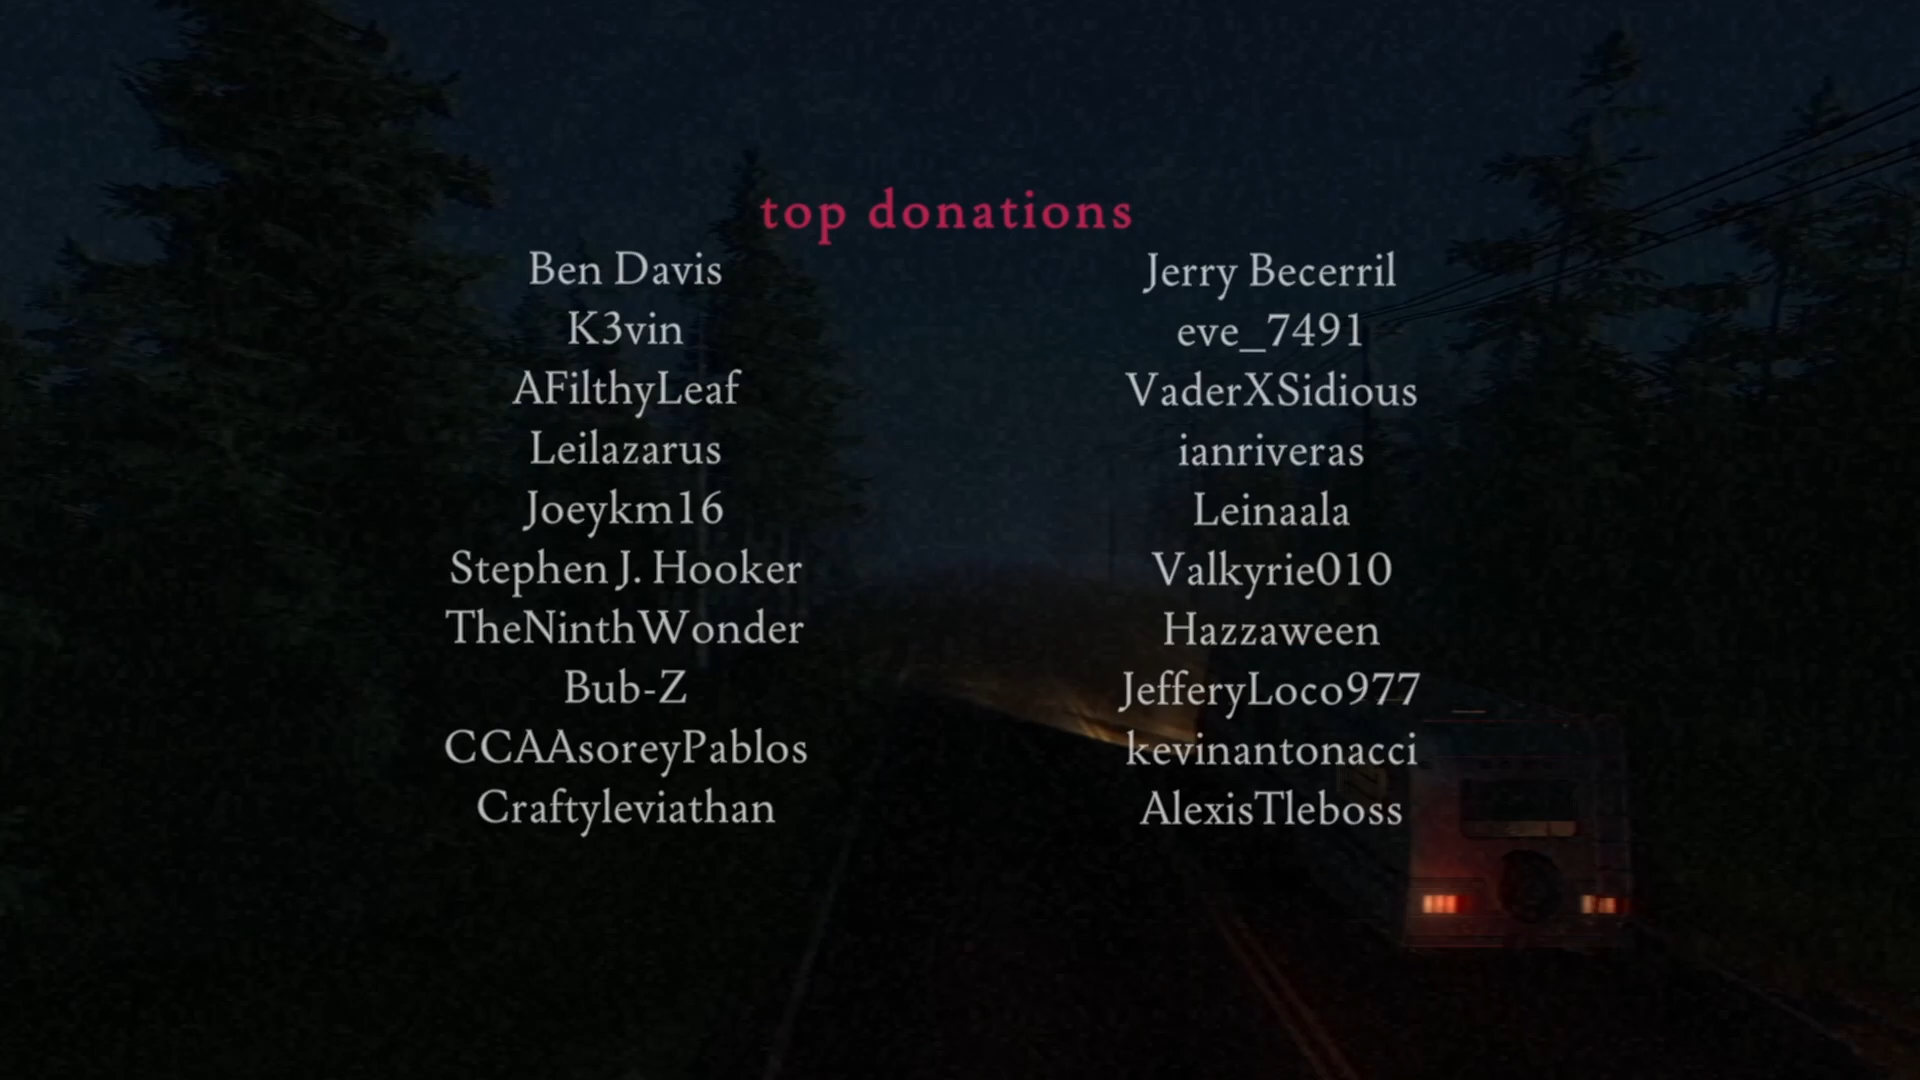 top donations
Ben Davis
K3vin
AFilthyLeaf
Leilazarus
Joeykm16
Stephen J. Hooker
TheNinthWonder
Bub-Z
CCAAsoreyPablos
Craftyleviathan
Jerry Becerril
eve_7491
VaderXSidious
ianriveras
Leinaala
Valkyrie010
Hazzaween
JefferyLoco977
kevinantonacci
AlexisTleboss